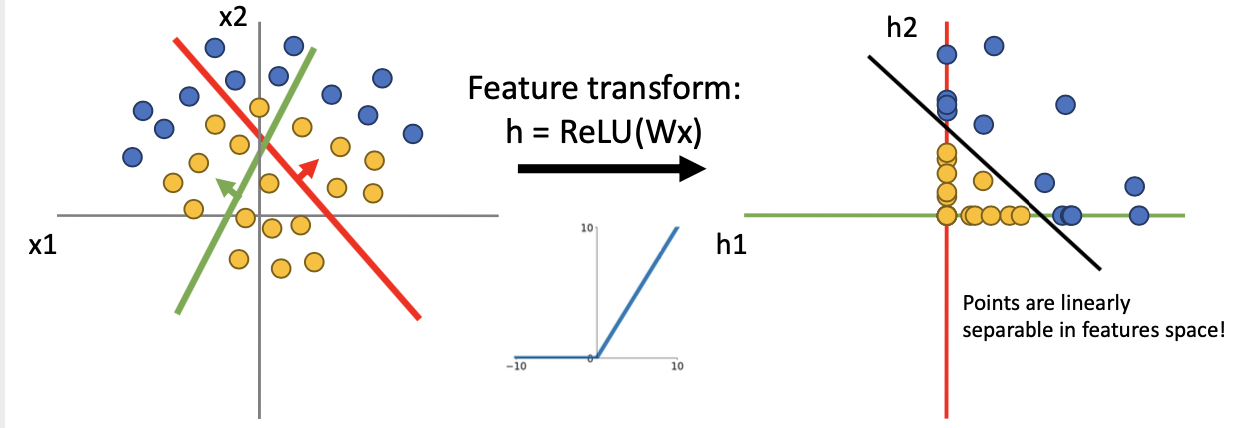 x2
x1
Feature transform:
h = ReLU(Wx)
10
0
−10
10
h2
h1
Points are linearly
separable in features space!